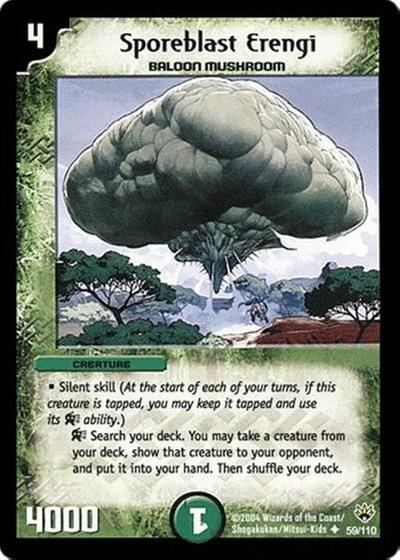 4
Sporeblast Erengi
BALOON MUSHROOM
CREATURE
▪ Silent skill (At the start of each of your turns, if this
creature is tapped, you may keep it tapped and use
its ability.)
Search your deck. You may take a creature from
your deck, show that creature to your opponent,
and put it into your hand. Then shuffle your deck.
4000
1
©2004 Wizards of the Coast/
Shogakukan/Mitsui-Kids ♦ 59/110